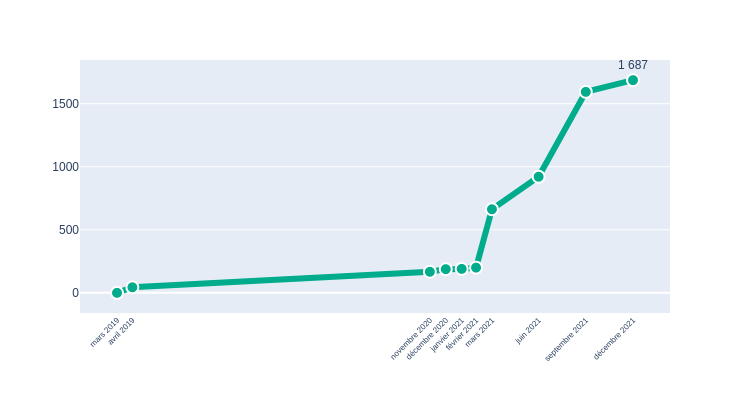 1 687
1500
1000
500
0
mars 2019
avril 2019
novembre 2020
décembre 2020
janvier 2021
février 2021
mars 2021
juin 2021
septembre 2021
décembre 2021